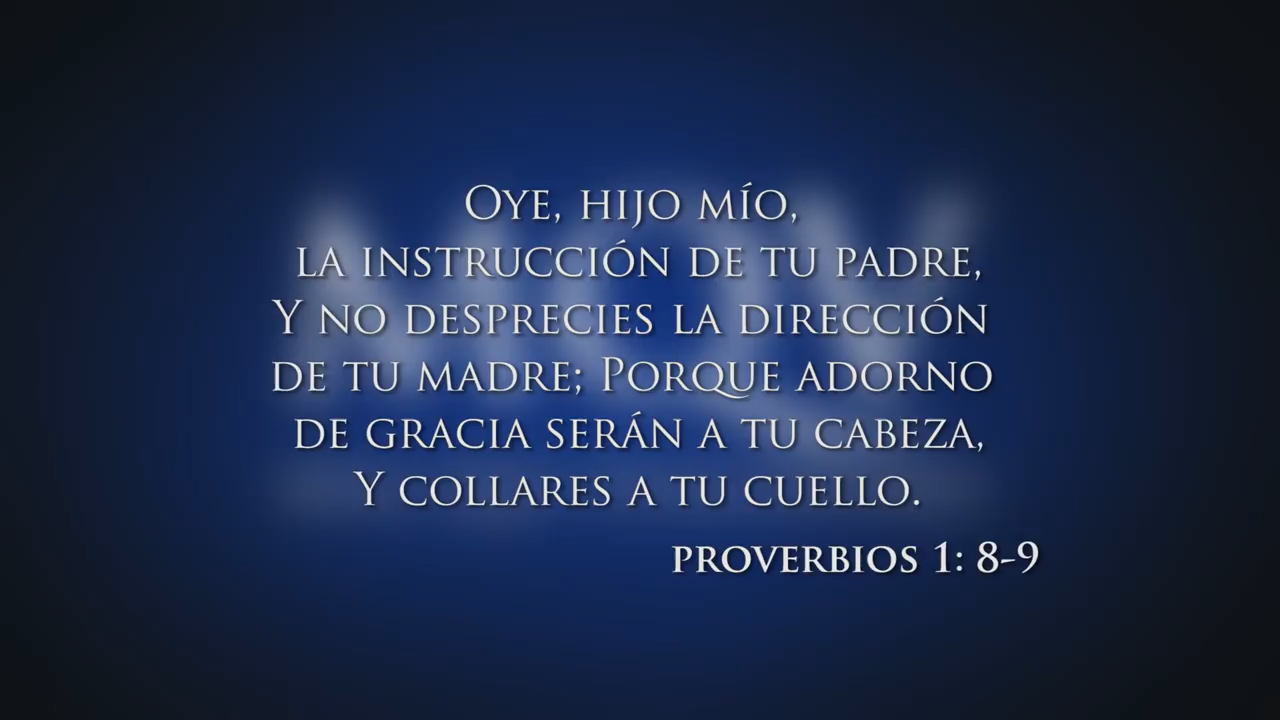 Oye, hijo mío,
la instrucción de tu padre,
Y no desprecies la dirección
de tu madre; Porque adorno
de gracia serán a tu cabeza,
Y collares a tu cuello.
Proverbios 1: 8-9